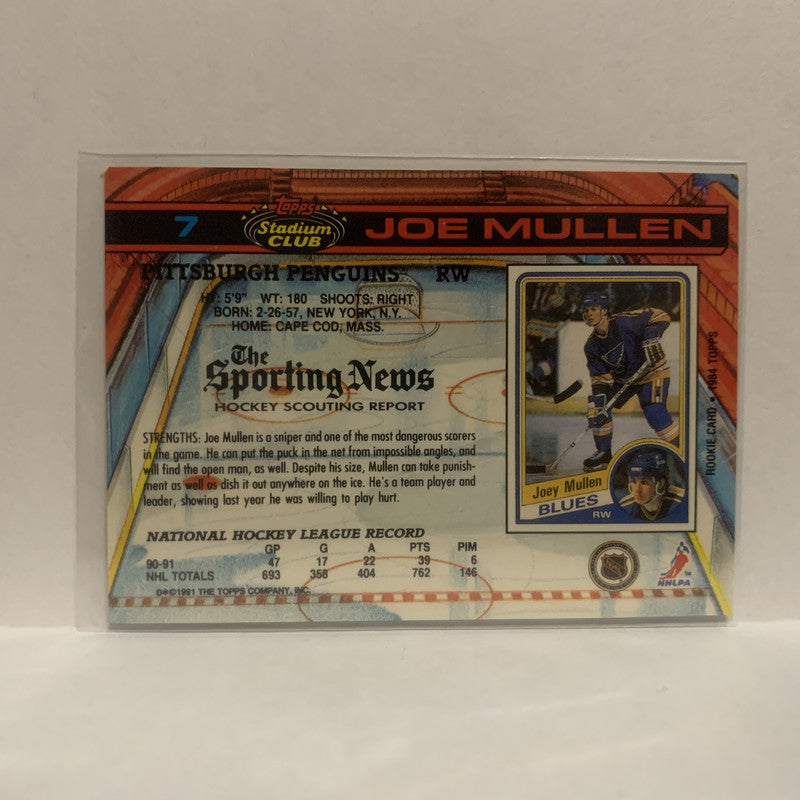 7
Topps
Stadium
CLUB
JOE MULLEN
PITTSBURGH PENGUINS RW
HT: 5'9" WT: 180 SHOOTS: RIGHT
BORN: 2-26-57, NEW YORK, N.Y.
HOME: CAPE COD, MASS.
The
Sporting News
HOCKEY SCOUTING REPORT
STRENGTHS: Joe Mullen is a sniper and one of the most dangerous scorers
in the game. He can put the puck in the net from impossible angles, and
will find the open man, as well. Despite his size, Mullen can take punish-
ment as well as dish it out anywhere on the ice. He's a team player and
leader, showing last year he was willing to play hurt.
NATIONAL HOCKEY LEAGUE RECORD
GP G A PTS PIM
90-91 47 17 22 39 6
NHL TOTALS 693 358 404 762 146
D®©1991 THE TOPPS COMPANY, INC.
Joey Mullen
BLUES
RW
ROOKIE CARD • 1984 TOPPS
NHL
NHLPA
TM